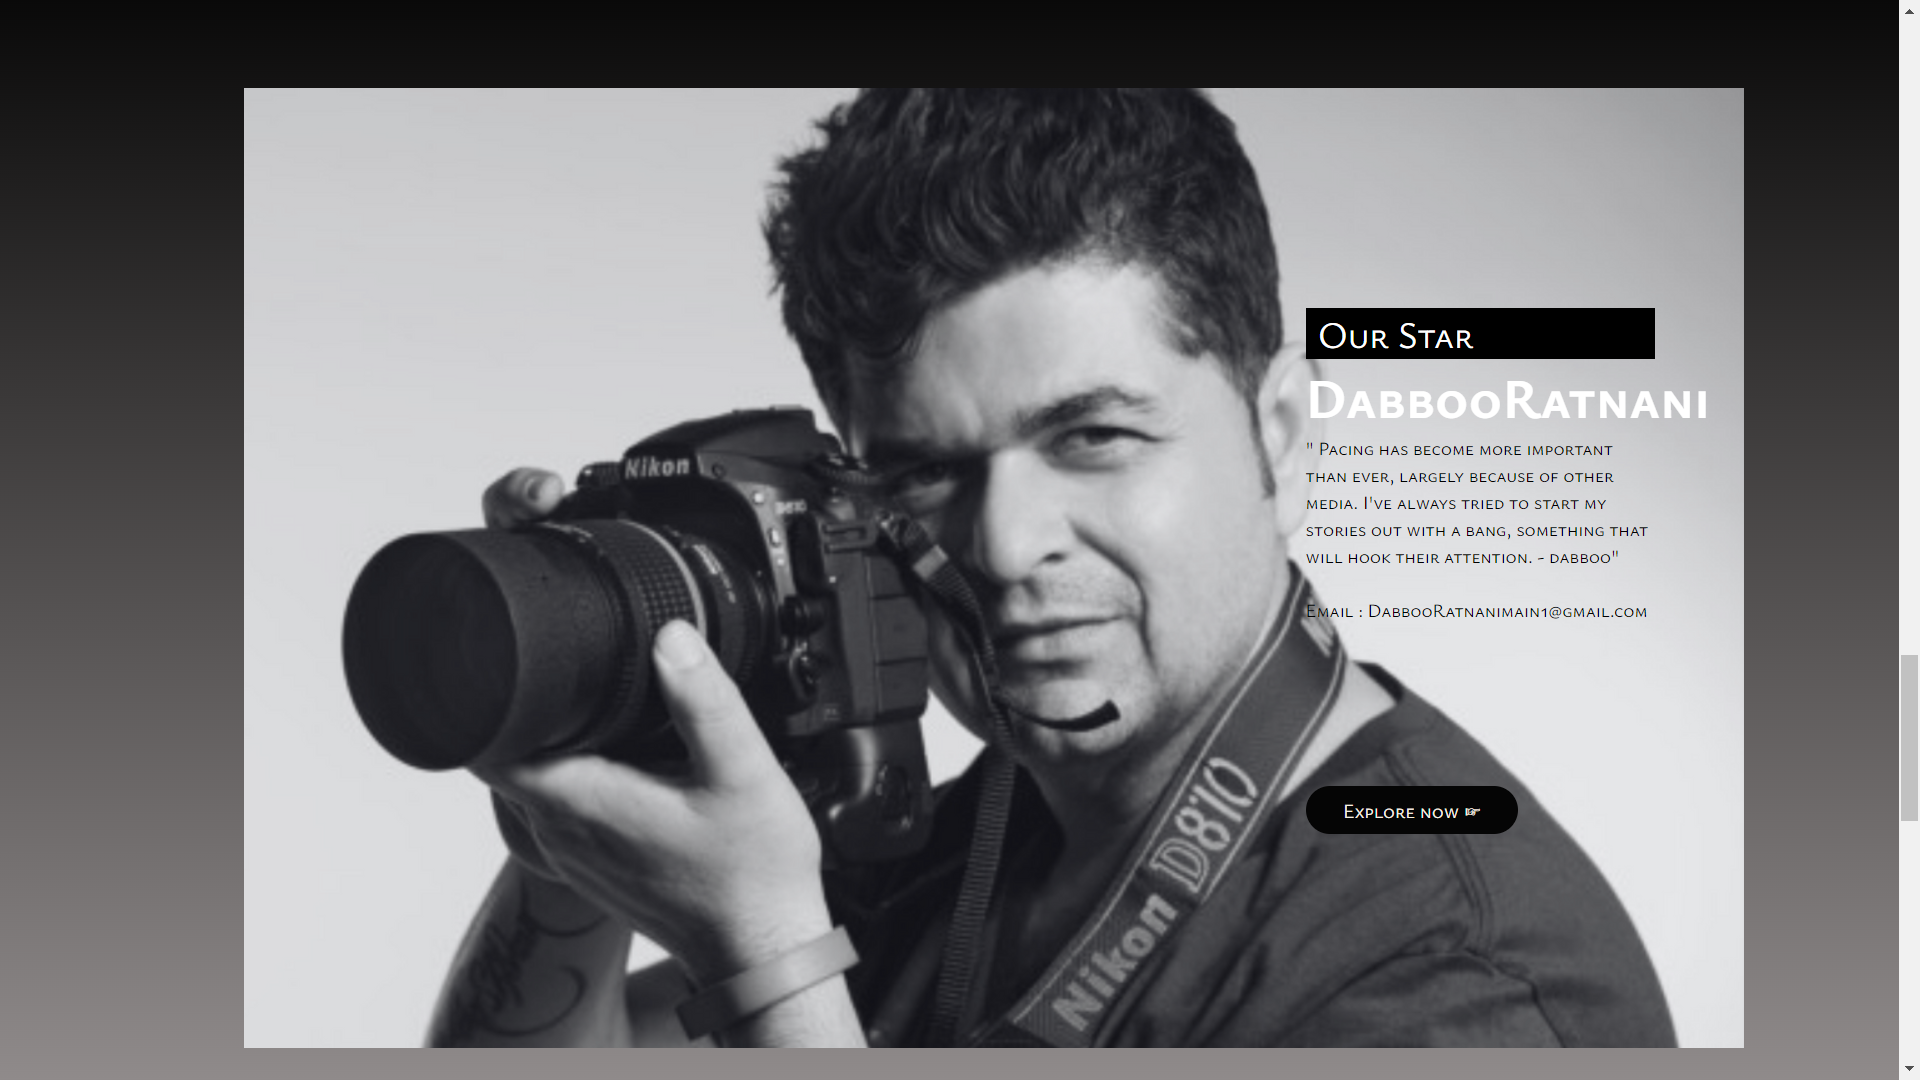 Our Star
DabbooRatnani
" Pacing has become more important
than ever, largely because of other
media. I've always tried to start my
stories out with a bang, something that
will hook their attention. - dabboo"
Email : DabbooRatnanimain1@gmail.com
Explore now ☞
Nikon
Nikon D810